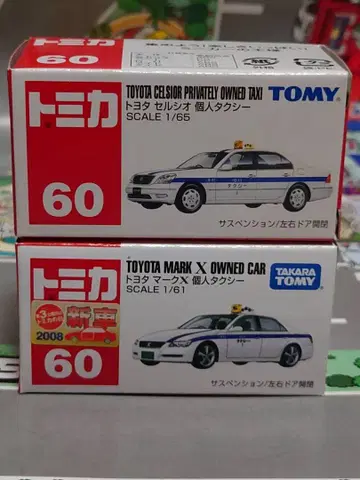 トミカ
60
TOYOTA CELSIOR PRIVATELY OWNED TAXI
トヨタ セルシオ 個人タクシー
SCALE 1/65
TOMY
60
サスペンション/左右ドア開閉
トミカ
新車
2008
60
TOYOTA MARK X OWNED CAR
トヨタ マークX 個人タクシー
SCALE 1/61
TAKARA
TOMY
サスペンション/左右ドア開閉